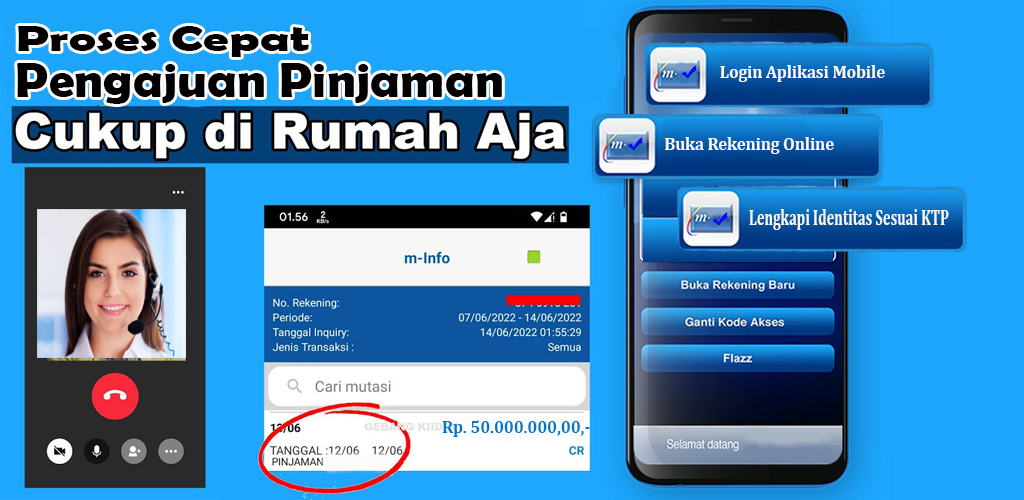 Proses Cepat
Pengajuan Pinjaman
Cukup di Rumah Aja
01.56 2 KB/s
m-Info
No. Rekening:
Periode: 07/06/2022 - 14/06/2022
Tanggal Inquiry: 14/06/2022 01:55:29
Jenis Transaksi : Semua
Cari mutasi
12/06 Rp. 50.000.000,00,-
TANGGAL :12/06 12/06 CR
PINJAMAN
m- Login Aplikasi Mobile
m- Buka Rekening Online
m- Lengkapi Identitas Sesuai KTP
Buka Rekening Baru
Ganti Kode Akses
Flazz
Selamat datang